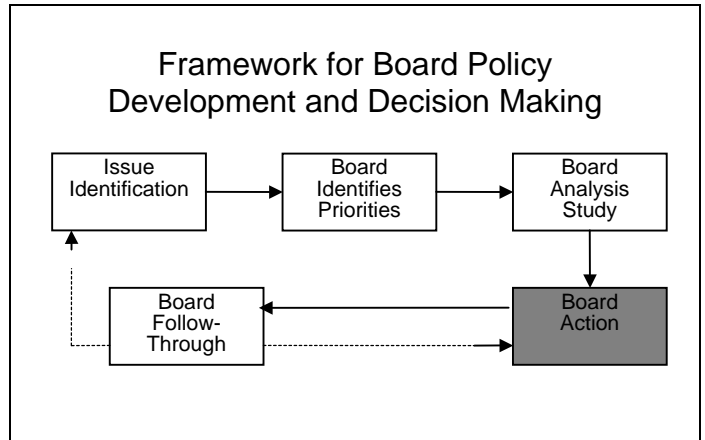 Framework for Board Policy
Development and Decision Making
Issue
Identification
Board
Identifies
Priorities
Board
Analysis
Study
Board
Follow-
Through
Board
Action